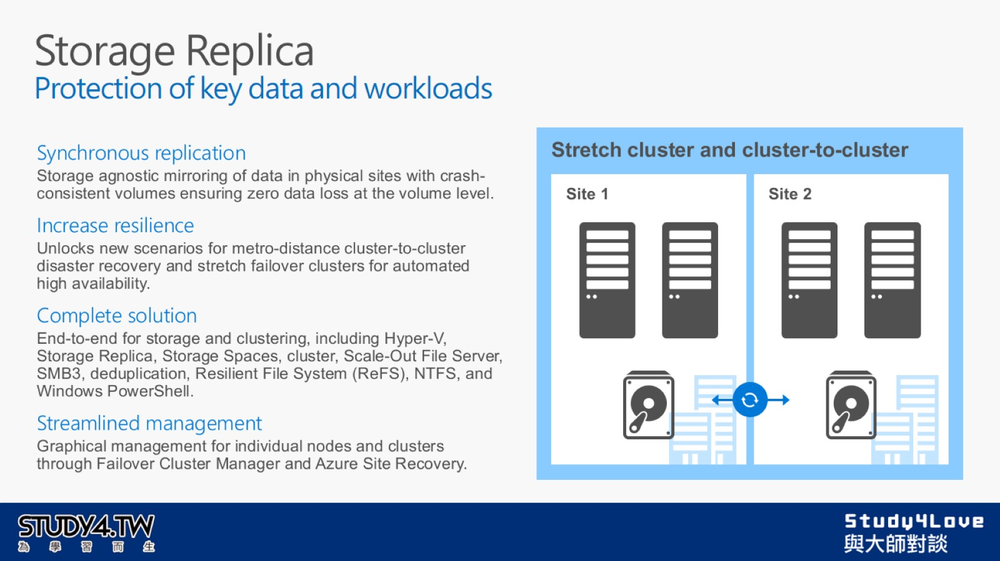 Storage Replica
Protection of key data and workloads
Synchronous replication
Storage agnostic mirroring of data in physical sites with crash-
consistent volumes ensuring zero data loss at the volume level.
Increase resilience
Unlocks new scenarios for metro-distance cluster-to-cluster
disaster recovery and stretch failover clusters for automated
high availability.
Complete solution
End-to-end for storage and clustering, including Hyper-V,
Storage Replica, Storage Spaces, cluster, Scale-Out File Server,
SMB3, deduplication, Resilient File System (ReFS), NTFS, and
Windows PowerShell.
Streamlined management
Graphical management for individual nodes and clusters
through Failover Cluster Manager and Azure Site Recovery.
Stretch cluster and cluster-to-cluster
Site 1
Site 2
STUDY4.TW
為學習而生
Study4Love
與大師對談